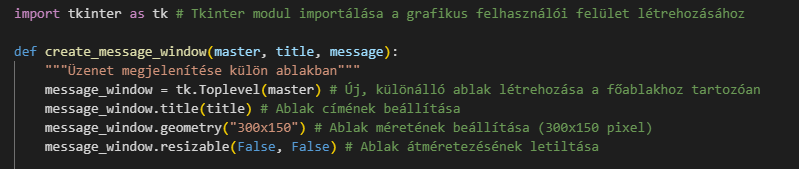 import tkinter as tk # Tkinter modul importálása a grafikus felhasználói felület létrehozásához
def create_message_window(master, title, message):
"""Üzenet megjelenítése külön ablakban"""
message_window = tk.Toplevel(master) # Új, különálló ablak létrehozása a főablakhoz tartozóan
message_window.title(title) # Ablak címének beállítása
message_window.geometry("300x150") # Ablak méretének beállítása (300x150 pixel)
message_window.resizable(False, False) # Ablak átméretezésének letiltása